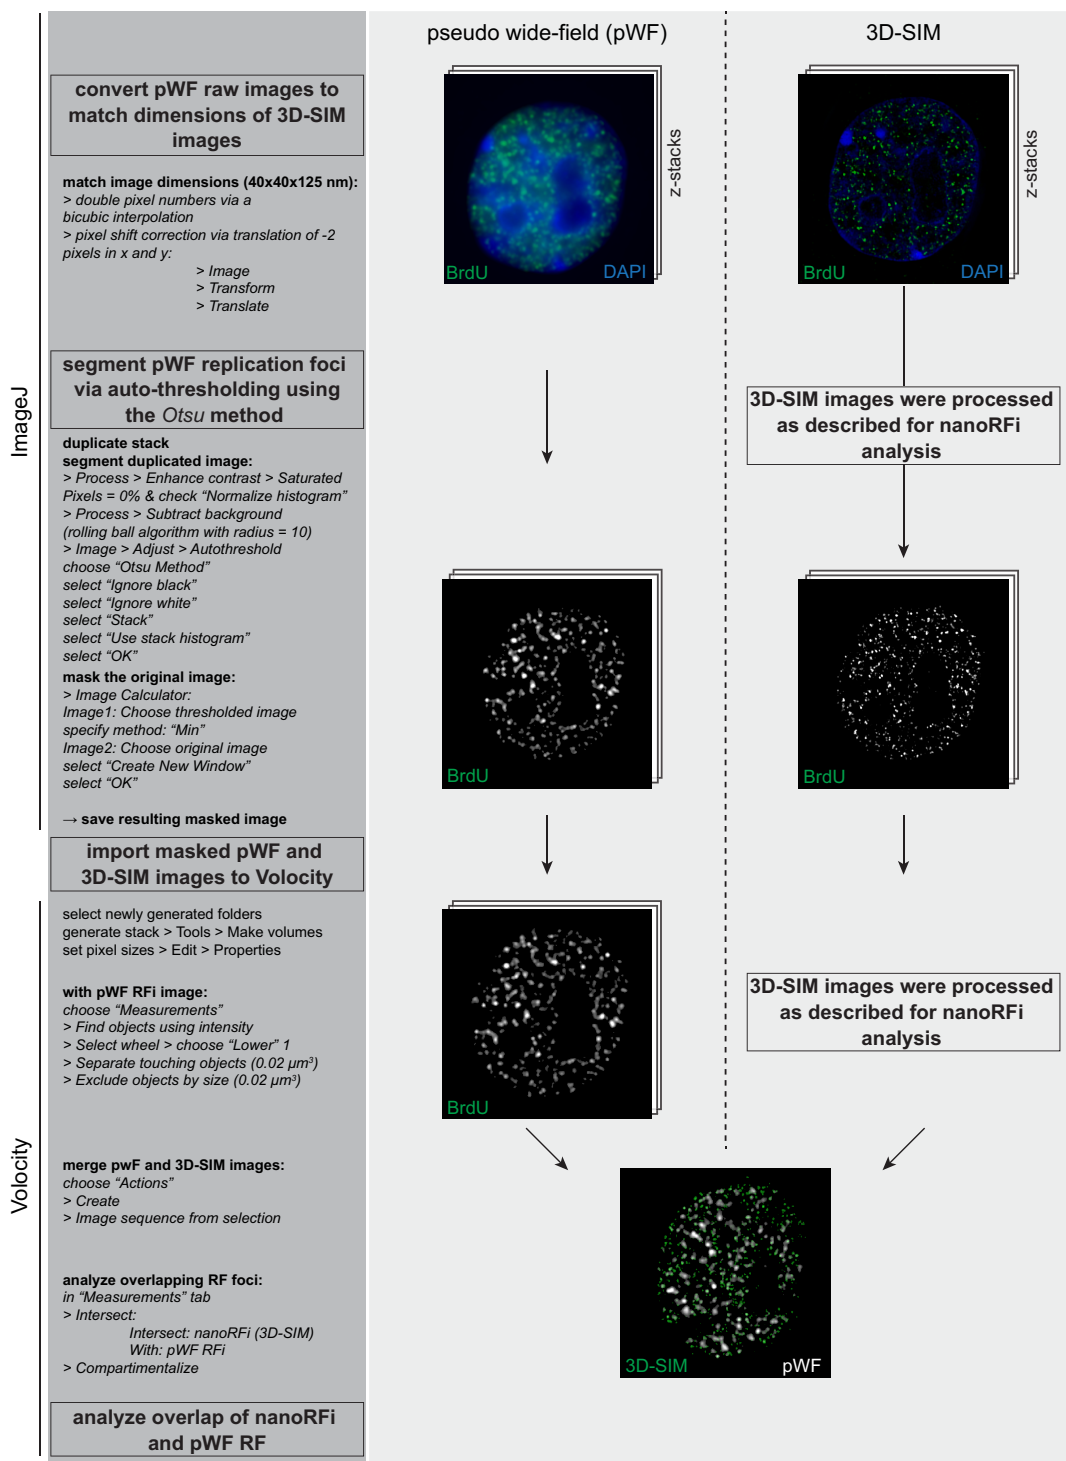 pseudo wide-field (pWF)
3D-SIM
convert pWF raw images to
match dimensions of 3D-SIM
images
match image dimensions (40x40x125 nm):
> double pixel numbers via a
bicubic interpolation
> pixel shift correction via translation of -2
pixels in x and y:
> Image
> Transform
> Translate
BrdU
DAPI
z-stacks
BrdU
DAPI
z-stacks
ImageJ
segment pWF replication foci
via auto-thresholding using
the Otsu method
duplicate stack
segment duplicated image:
> Process > Enhance contrast > Saturated
Pixels = 0% & check “Normalize histogram”
> Process > Subtract background
(rolling ball algorithm with radius = 10)
> Image > Adjust > Autothreshold
choose “Otsu Method”
select “Ignore black”
select “Ignore white”
select “Stack”
select “Use stack histogram”
select “OK”
mask the original image:
> Image Calculator:
Image1: Choose thresholded image
specify method: “Min”
Image2: Choose original image
select “Create New Window”
select “OK”
→ save resulting masked image
3D-SIM images were processed
as described for nanoRFi
analysis
BrdU
BrdU
import masked pWF and
3D-SIM images to Volocity
Volocity
select newly generated folders
generate stack > Tools > Make volumes
set pixel sizes > Edit > Properties
with pWF RFi image:
choose “Measurements”
> Find objects using intensity
> Select wheel > choose “Lower” 1
> Separate touching objects (0.02 µm³)
> Exclude objects by size (0.02 µm³)
BrdU
3D-SIM images were processed
as described for nanoRFi
analysis
merge pwF and 3D-SIM images:
choose “Actions”
> Create
> Image sequence from selection
analyze overlapping RF foci:
in “Measurements” tab
> Intersect:
Intersect: nanoRFi (3D-SIM)
With: pWF RFi
> Compartimentalize
3D-SIM
pWF
analyze overlap of nanoRFi
and pWF RF